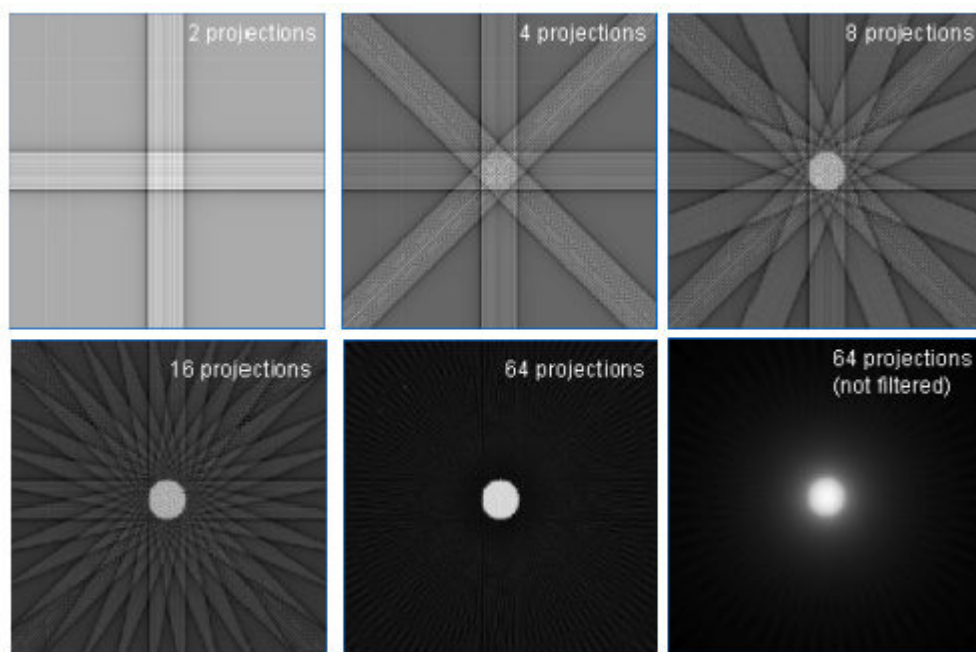 2 projections
4 projections
8 projections
16 projections
64 projections
64 projections
(not filtered)